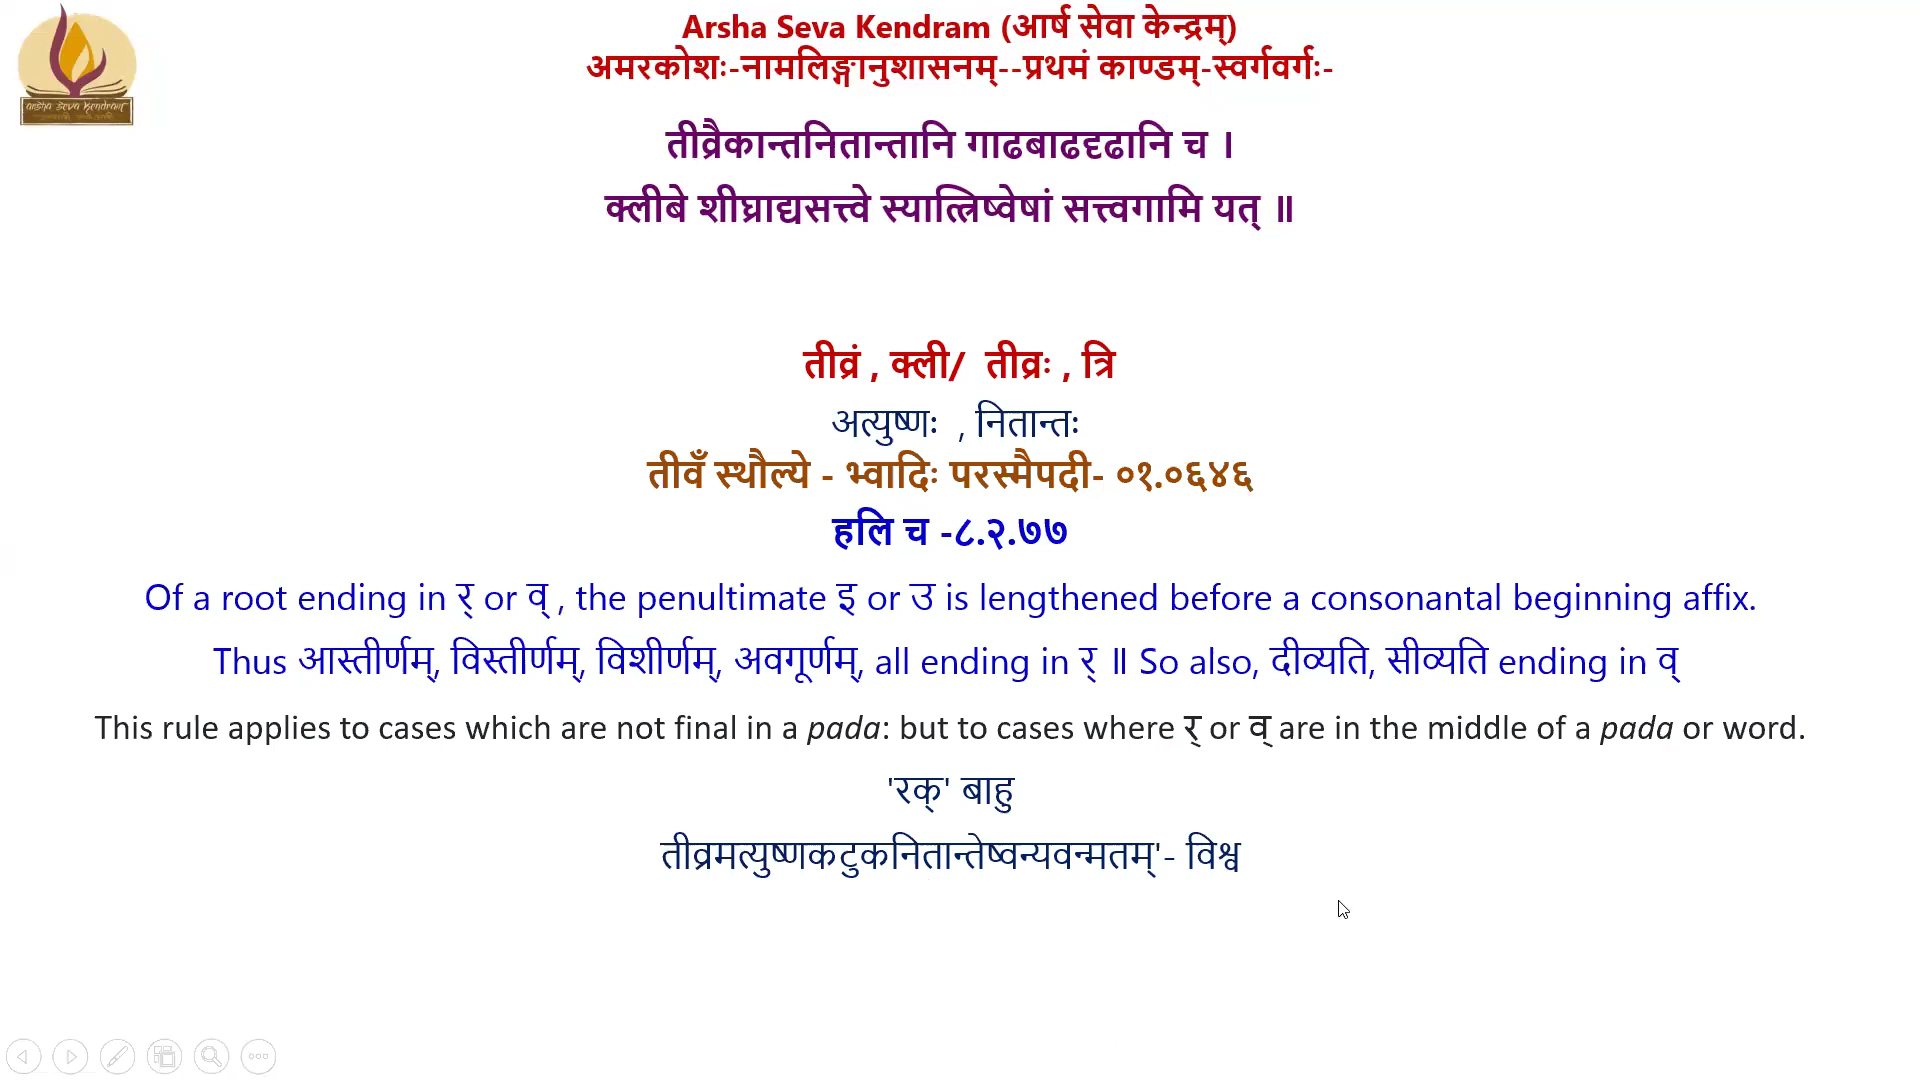 Arsha Seva Kendram (आर्ष सेवा केन्द्रम्)
अमरकोशः-नामलिङ्गानुशासनम्--प्रथमं काण्डम्-स्वर्गवर्गः-
arsha seva kendram
तीव्रैकान्तनितान्तानि गाढबाढदृढानि च ।
क्लीबे शीघ्राद्यसत्त्वे स्यात्त्रिष्वेषां सत्त्वगामि यत् ॥
तीव्रं , क्ली/ तीव्रः , त्रि
अत्युष्णः , नितान्तः
तीवँ स्थौल्ये - भ्वादिः परस्मैपदी- ०१.०६४६
हलि च -८.२.७७
Of a root ending in र् or व् , the penultimate इ or उ is lengthened before a consonantal beginning affix.
Thus आस्तीर्णम्, विस्तीर्णम्, विशीर्णम्, अवगूर्णम्, all ending in र् ॥ So also, दीव्यति, सीव्यति ending in व्
This rule applies to cases which are not final in a pada: but to cases where र् or व् are in the middle of a pada or word.
'रक्' बाहु
तीव्रमत्युष्णकटुकनितान्तेष्वन्यवन्मतम्'- विश्व